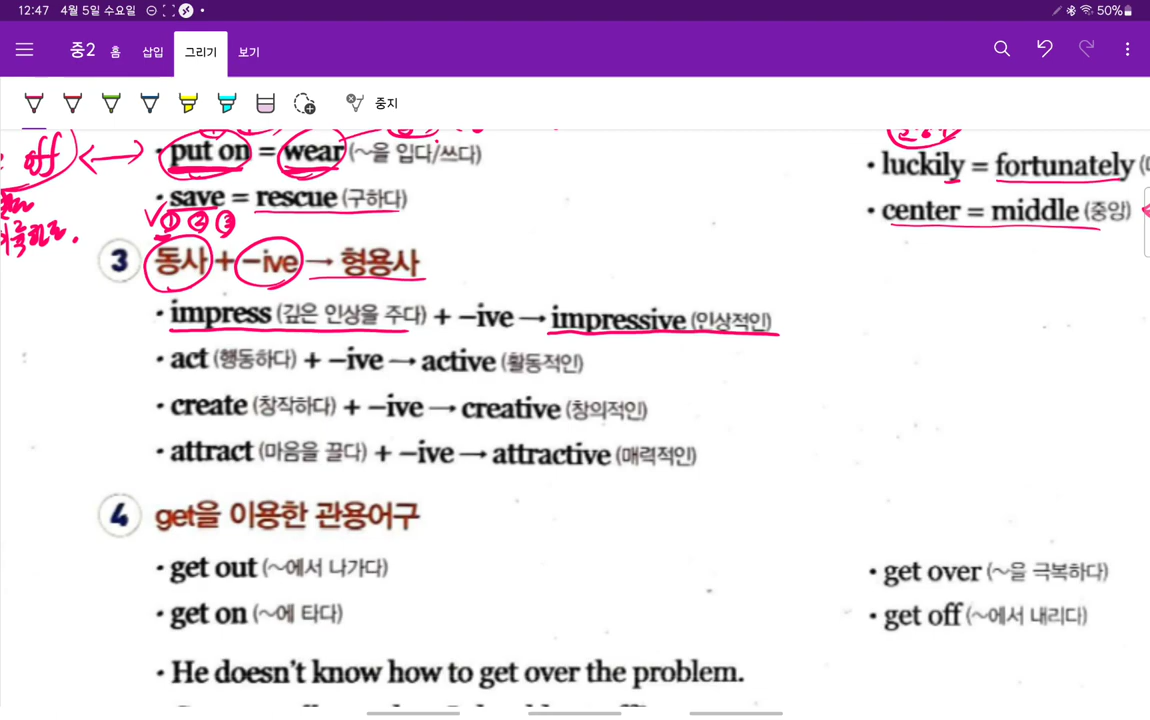 12:47 4월 5일 수요일 50%
중2 홈 삽입 그리기 보기
중지
off ↔ · put on = wear (~을 입다/쓰다)
· luckily = fortunately (
· save = rescue (구하다)
· center = middle (중앙)
① ② ③
3 동사 + -ive → 형용사
· impress (깊은 인상을 주다) + -ive → impressive (인상적인)
· act (행동하다) + -ive → active (활동적인)
· create (창작하다) + -ive → creative (창의적인)
· attract (마음을 끌다) + -ive → attractive (매력적인)
4 get을 이용한 관용어구
· get out (~에서 나가다)
· get over (~을 극복하다)
· get on (~에 타다)
· get off (~에서 내리다)
· He doesn't know how to get over the problem.